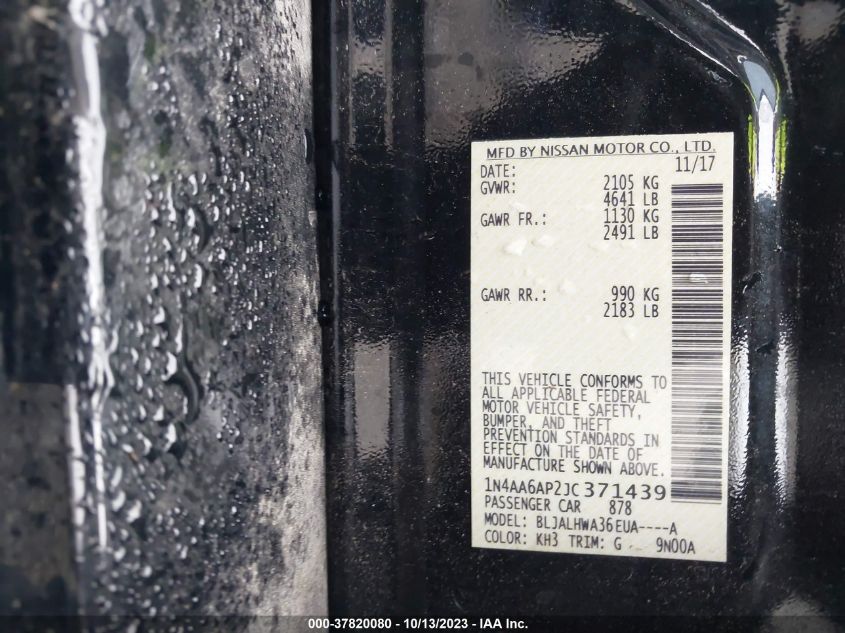 MFD BY NISSAN MOTOR CO., LTD.
DATE: 11/17
GVWR: 2105 KG
4641 LB
GAWR FR.: 1130 KG
2491 LB
GAWR RR.: 990 KG
2183 LB
THIS VEHICLE CONFORMS TO
ALL APPLICABLE FEDERAL
MOTOR VEHICLE SAFETY,
BUMPER, AND THEFT
PREVENTION STANDARDS IN
EFFECT ON THE DATE OF
MANUFACTURE SHOWN ABOVE.
1N4AA6AP2JC371439
PASSENGER CAR 878
MODEL: BLJALHWA36EUA----A
COLOR: KH3 TRIM: G 9N00A
000-37820080 - 10/13/2023 - IAA Inc.